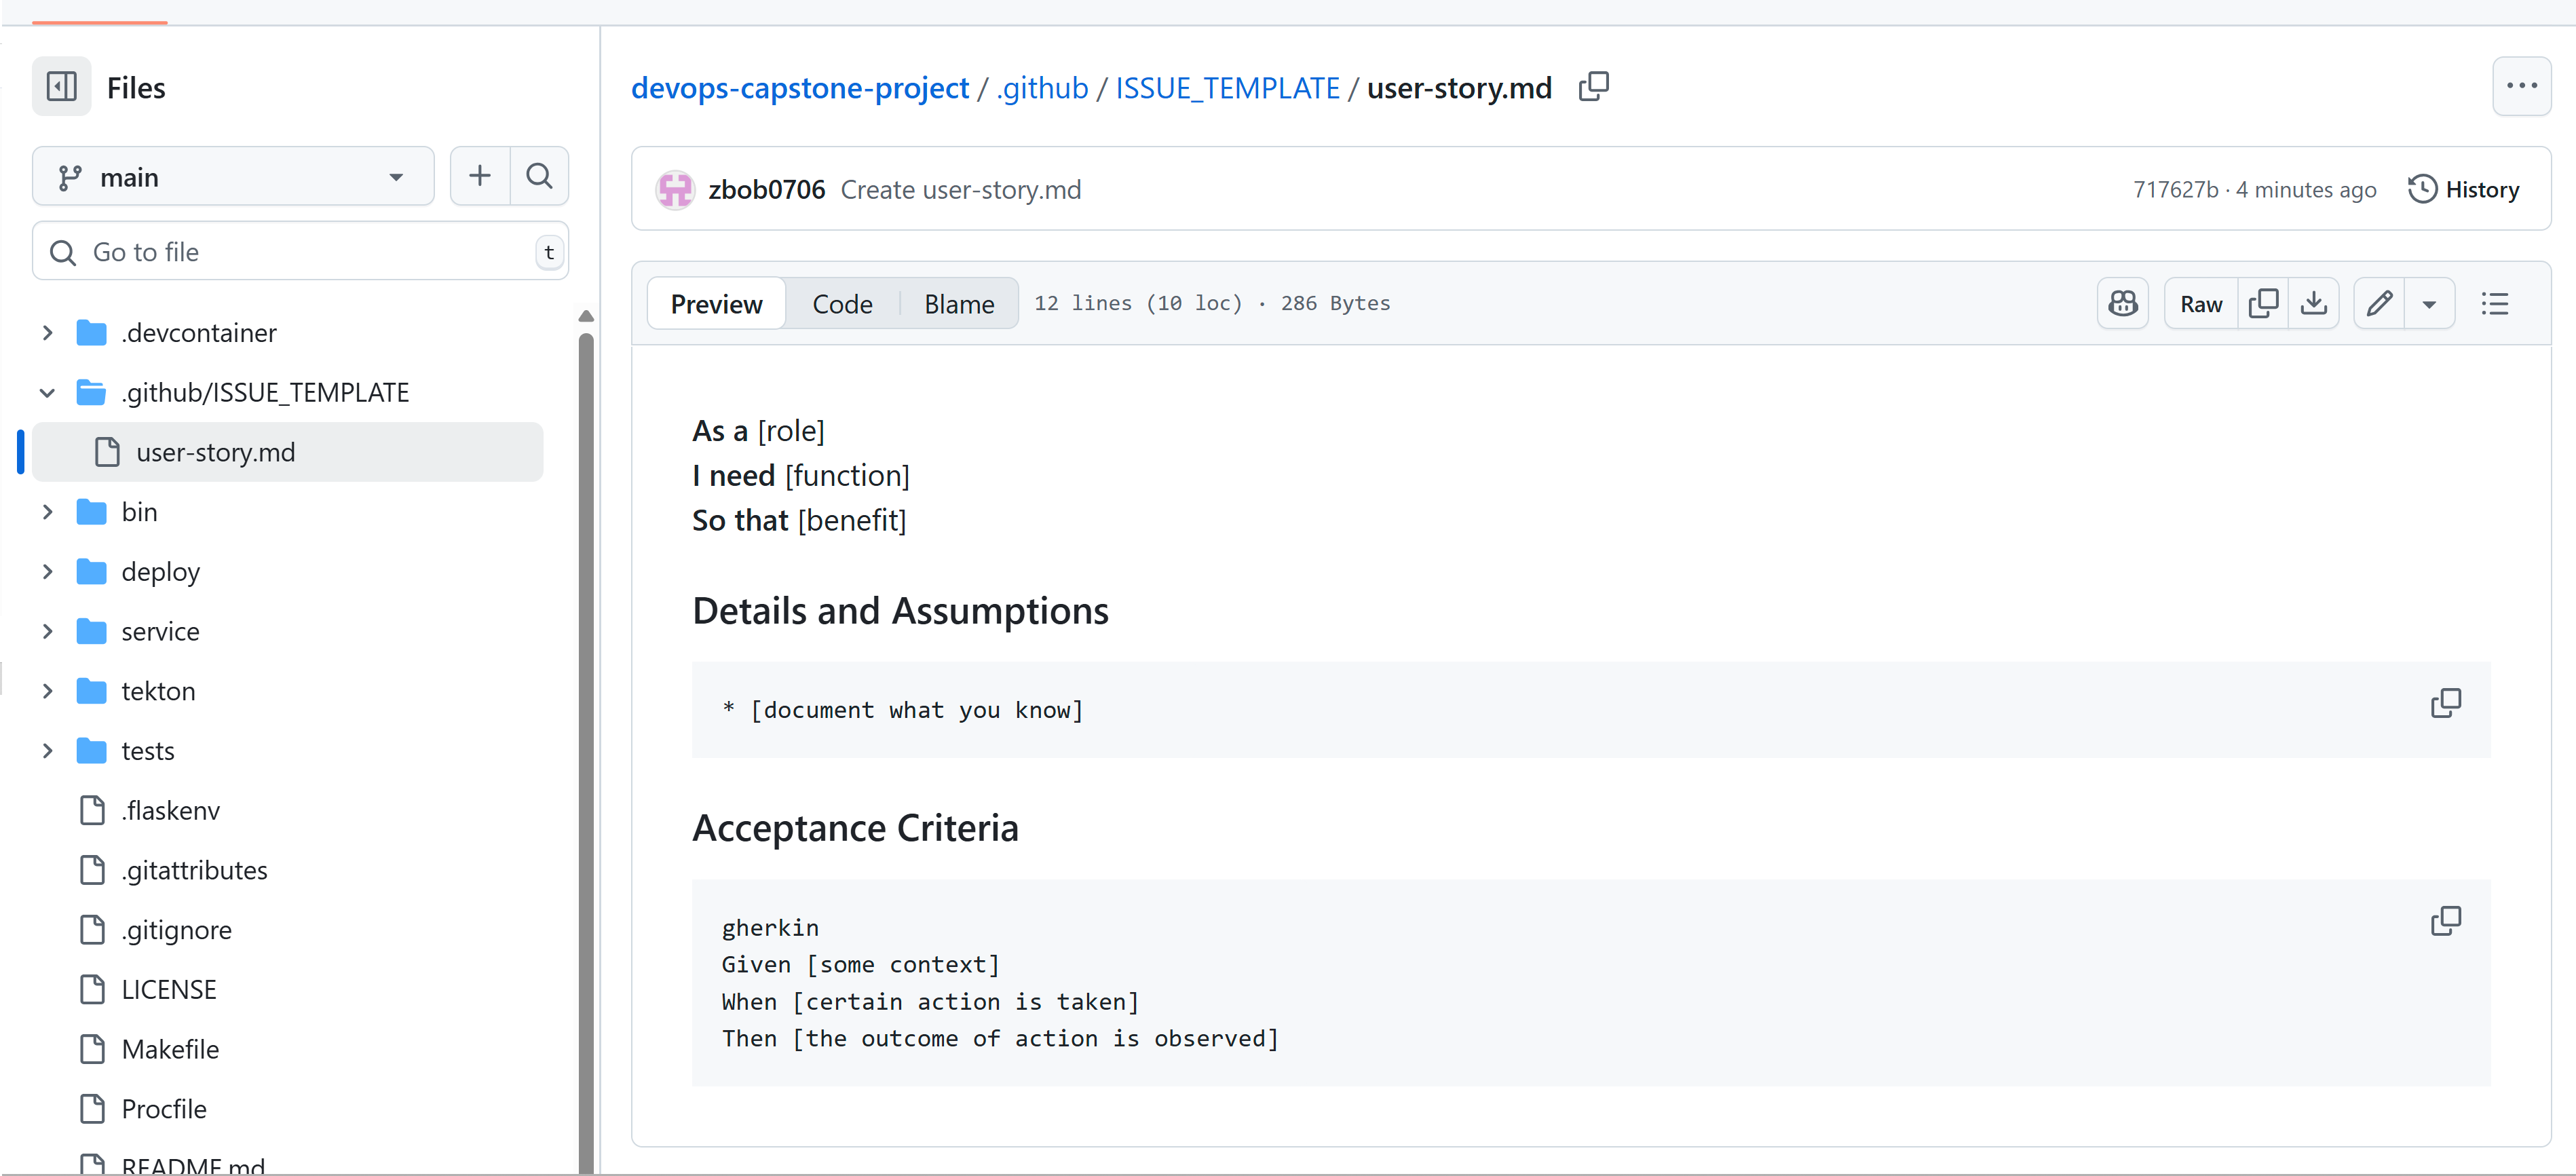 Files
main
Go to file
t
.devcontainer
.github/ISSUE_TEMPLATE
user-story.md
bin
deploy
service
tekton
tests
.flaskenv
.gitattributes
.gitignore
LICENSE
Makefile
Procfile
README.md
devops-capstone-project / .github / ISSUE_TEMPLATE / user-story.md
zbob0706 Create user-story.md
717627b · 4 minutes ago
History
Preview Code Blame 12 lines (10 loc) · 286 Bytes
Raw
As a [role]
I need [function]
So that [benefit]
Details and Assumptions
* [document what you know]
Acceptance Criteria
gherkin
Given [some context]
When [certain action is taken]
Then [the outcome of action is observed]